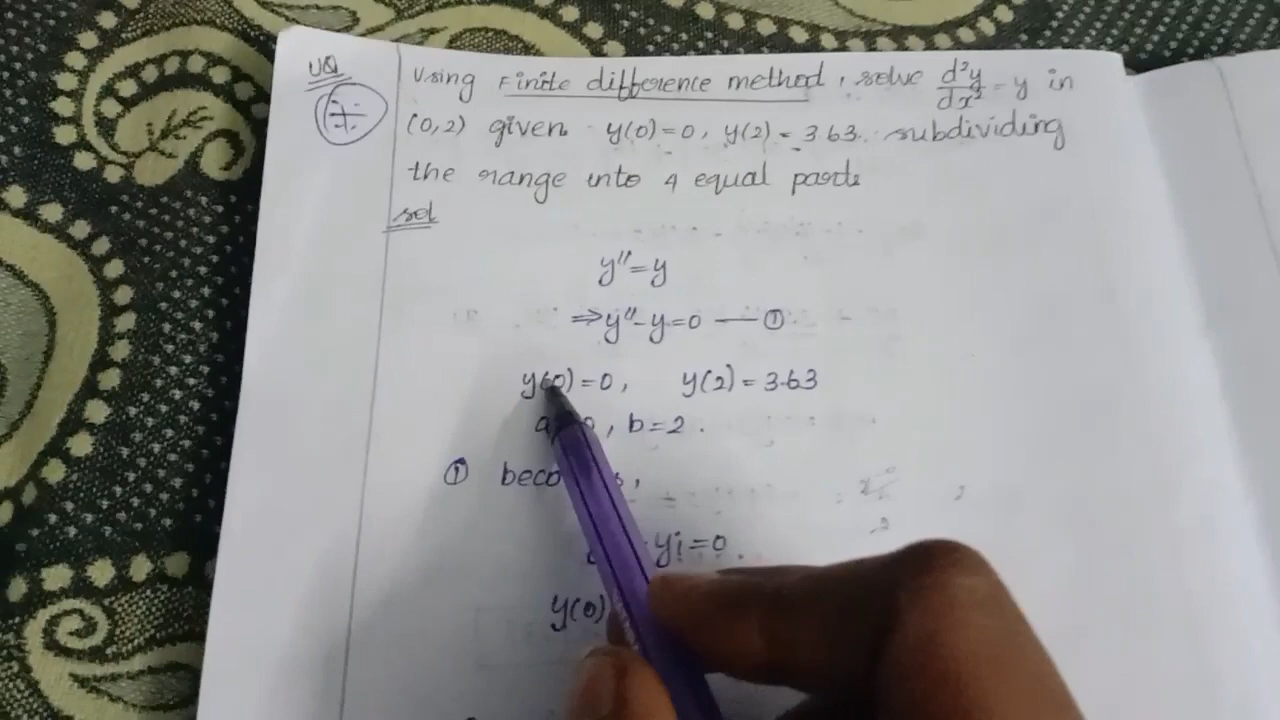 UQ
7.
Using Finite difference method, solve d²y/dx² = y in
(0,2) given y(0)=0, y(2)= 3.63. subdividing
the range into 4 equal parts
sol
y''=y
⇒y''-y=0 — ①
y(0)=0, y(2)=3.63
b=2.
①
yi=0.
y(0)